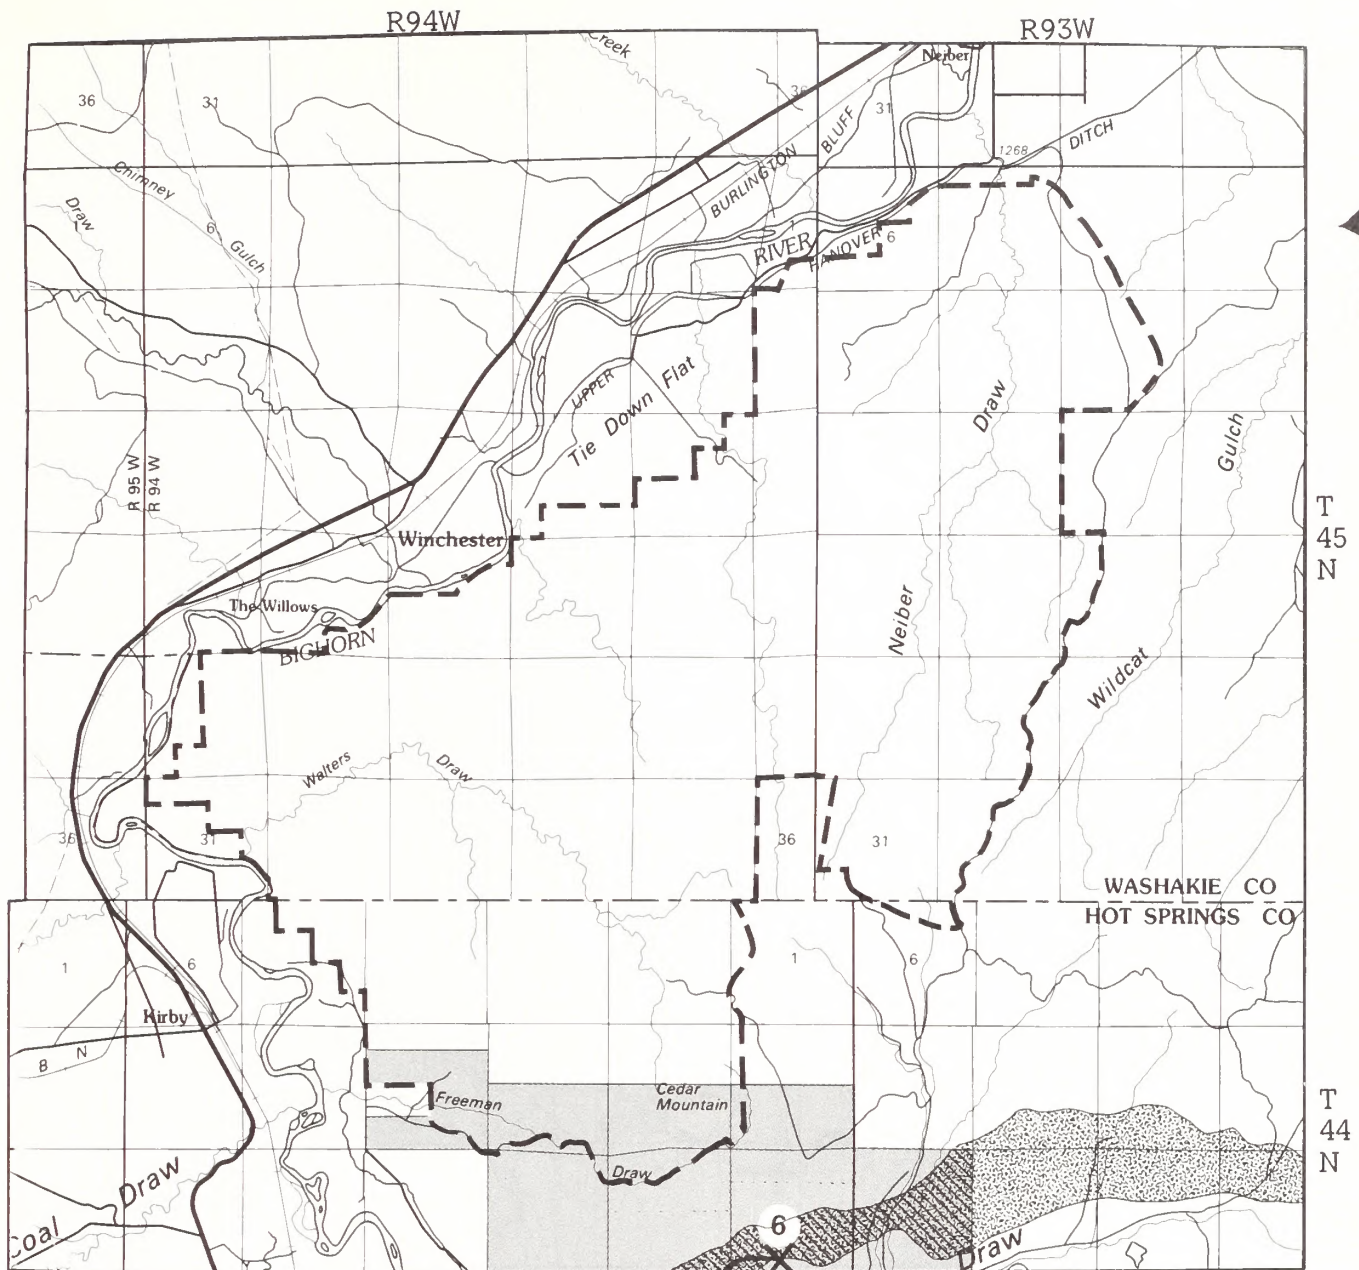 R94W
R93W
Creek
Neiber
36
31
36
31
BLUFF
DITCH
1268
BURLINGTON
Chimney
Draw
6
Gulch
1
RIVER
HANOVER
6
UPPER
Tie Down Flat
Draw
Gulch
R 95 W
R 94 W
T
45
N
Winchester
The Willows
BIGHORN
Neiber
Wildcat
Walters
Draw
36
31
36
31
WASHAKIE CO
HOT SPRINGS CO
1
6
1
6
Kirby
B N
Freeman
Cedar
Mountain
T
44
N
Draw
Draw
Coal
6
Draw